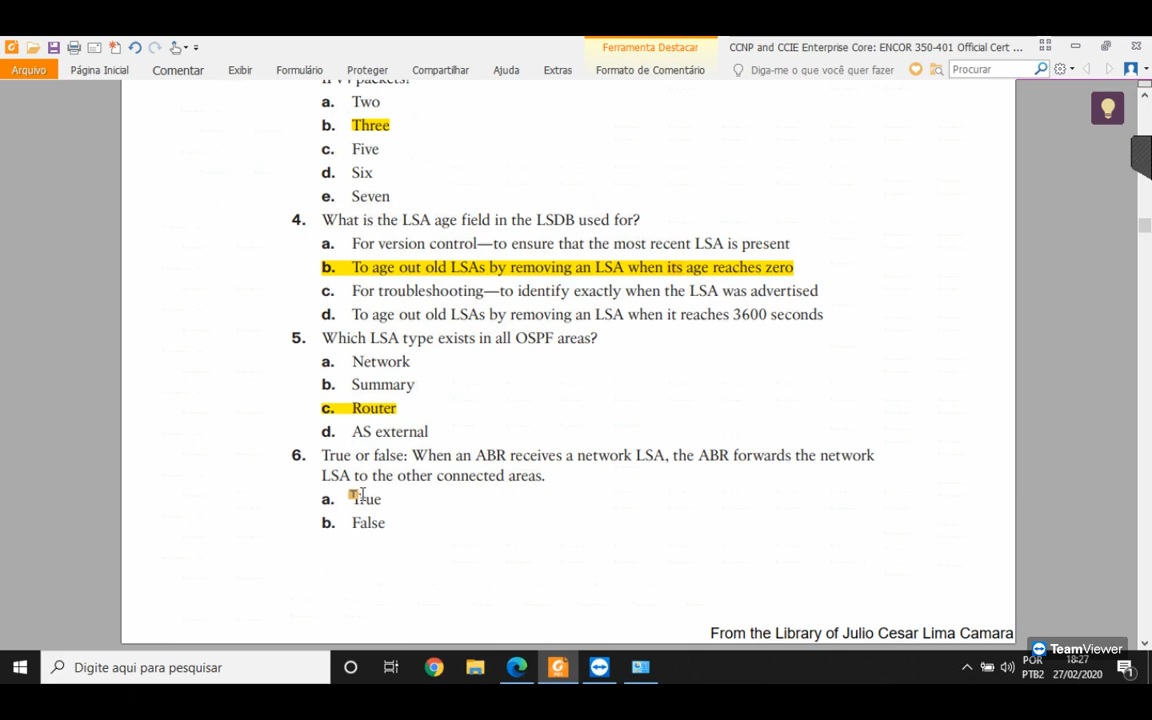 Ferramenta Destacar
CCNP and CCIE Enterprise Core: ENCOR 350-401 Official Cert ...
Arquivo
Página Inicial
Comentar
Exibir
Formulário
Proteger
Compartilhar
Ajuda
Extras
Formato de Comentário
Diga-me o que você quer fazer
Procurar
a. Two
b. Three
c. Five
d. Six
e. Seven
4. What is the LSA age field in the LSDB used for?
a. For version control—to ensure that the most recent LSA is present
b. To age out old LSAs by removing an LSA when its age reaches zero
c. For troubleshooting—to identify exactly when the LSA was advertised
d. To age out old LSAs by removing an LSA when it reaches 3600 seconds
5. Which LSA type exists in all OSPF areas?
a. Network
b. Summary
c. Router
d. AS external
6. True or false: When an ABR receives a network LSA, the ABR forwards the network
LSA to the other connected areas.
a. True
b. False
From the Library of Julio Cesar Lima Camara
TeamViewer
Digite aqui para pesquisar
POR
PTB2
18:27
27/02/2020
1